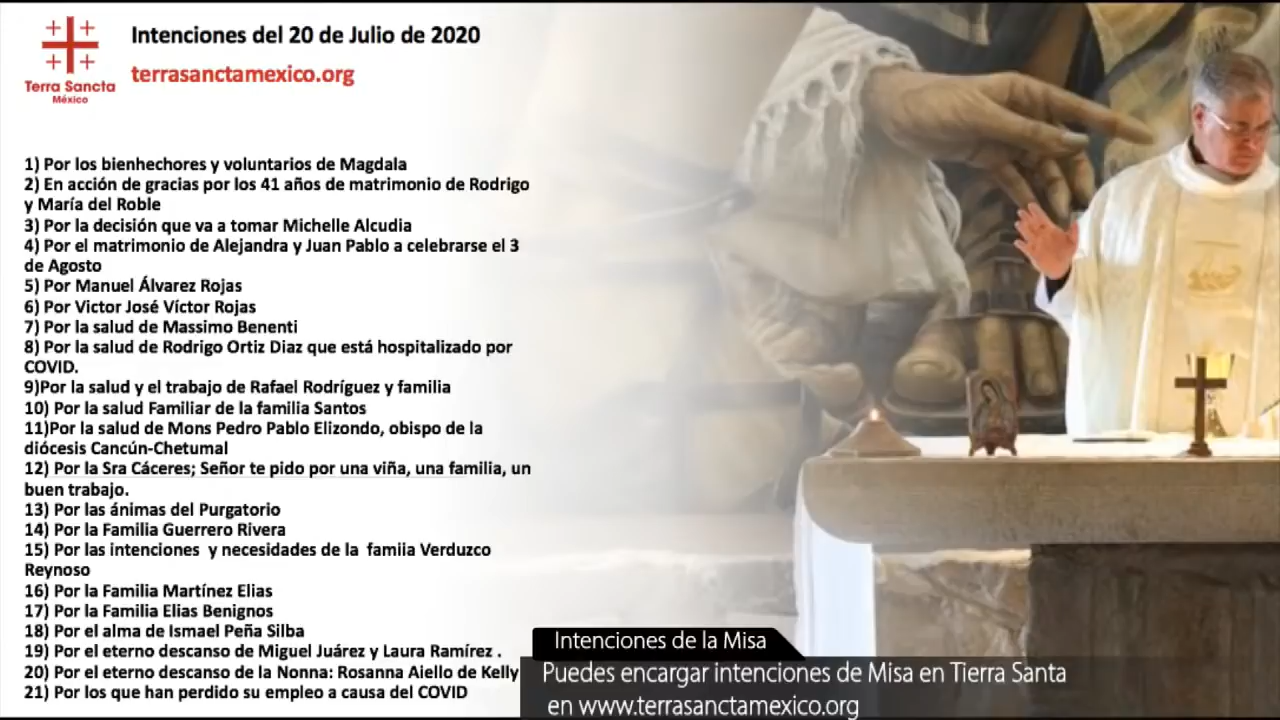 Terra Sancta
México
Intenciones del 20 de Julio de 2020
terrasanctamexico.org
1) Por los bienhechores y voluntarios de Magdala
2) En acción de gracias por los 41 años de matrimonio de Rodrigo
y María del Roble
3) Por la decisión que va a tomar Michelle Alcudia
4) Por el matrimonio de Alejandra y Juan Pablo a celebrarse el 3
de Agosto
5) Por Manuel Álvarez Rojas
6) Por Victor José Víctor Rojas
7) Por la salud de Massimo Benenti
8) Por la salud de Rodrigo Ortiz Diaz que está hospitalizado por
COVID.
9)Por la salud y el trabajo de Rafael Rodríguez y familia
10) Por la salud Familiar de la familia Santos
11)Por la salud de Mons Pedro Pablo Elizondo, obispo de la
diócesis Cancún-Chetumal
12) Por la Sra Cáceres; Señor te pido por una viña, una familia, un
buen trabajo.
13) Por las ánimas del Purgatorio
14) Por la Familia Guerrero Rivera
15) Por las intenciones  y necesidades de la  famiia Verduzco
Reynoso
16) Por la Familia Martínez Elias
17) Por la Familia Elias Benignos
18) Por el alma de Ismael Peña Silba
19) Por el eterno descanso de Miguel Juárez y Laura Ramírez .
20) Por el eterno descanso de la Nonna: Rosanna Aiello de Kelly
21) Por los que han perdido su empleo a causa del COVID
Intenciones de la Misa
Puedes encargar intenciones de Misa en Tierra Santa
en www.terrasanctamexico.org